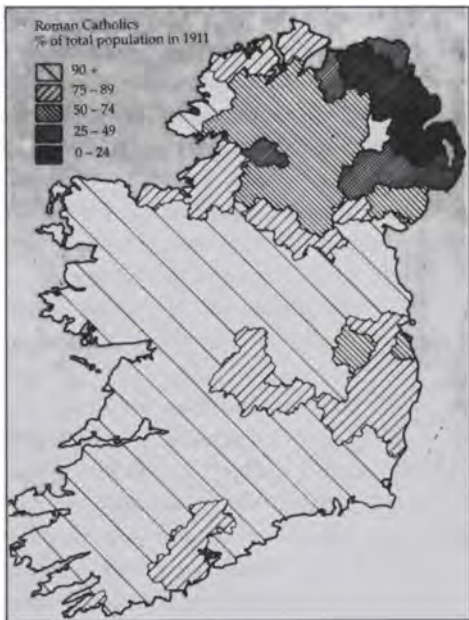 Roman Catholics
% of total population in 1911
90 +
75 – 89
50 – 74
25 – 49
0 – 24